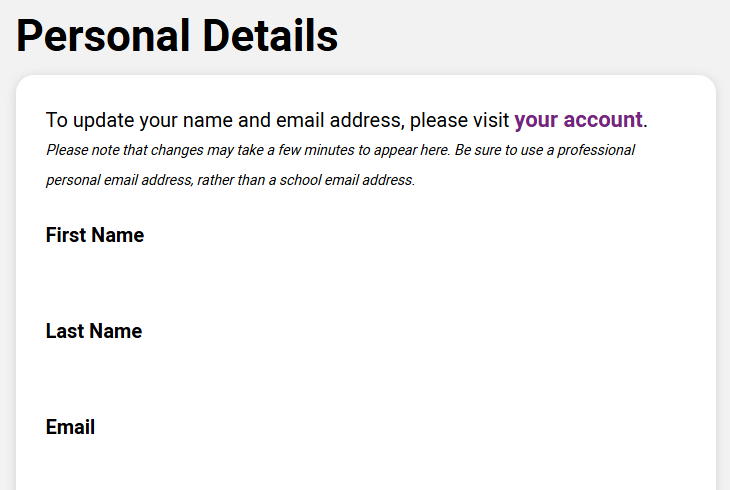 Personal Details
To update your name and email address, please visit your account.
Please note that changes may take a few minutes to appear here. Be sure to use a professional
personal email address, rather than a school email address.
First Name
Last Name
Email